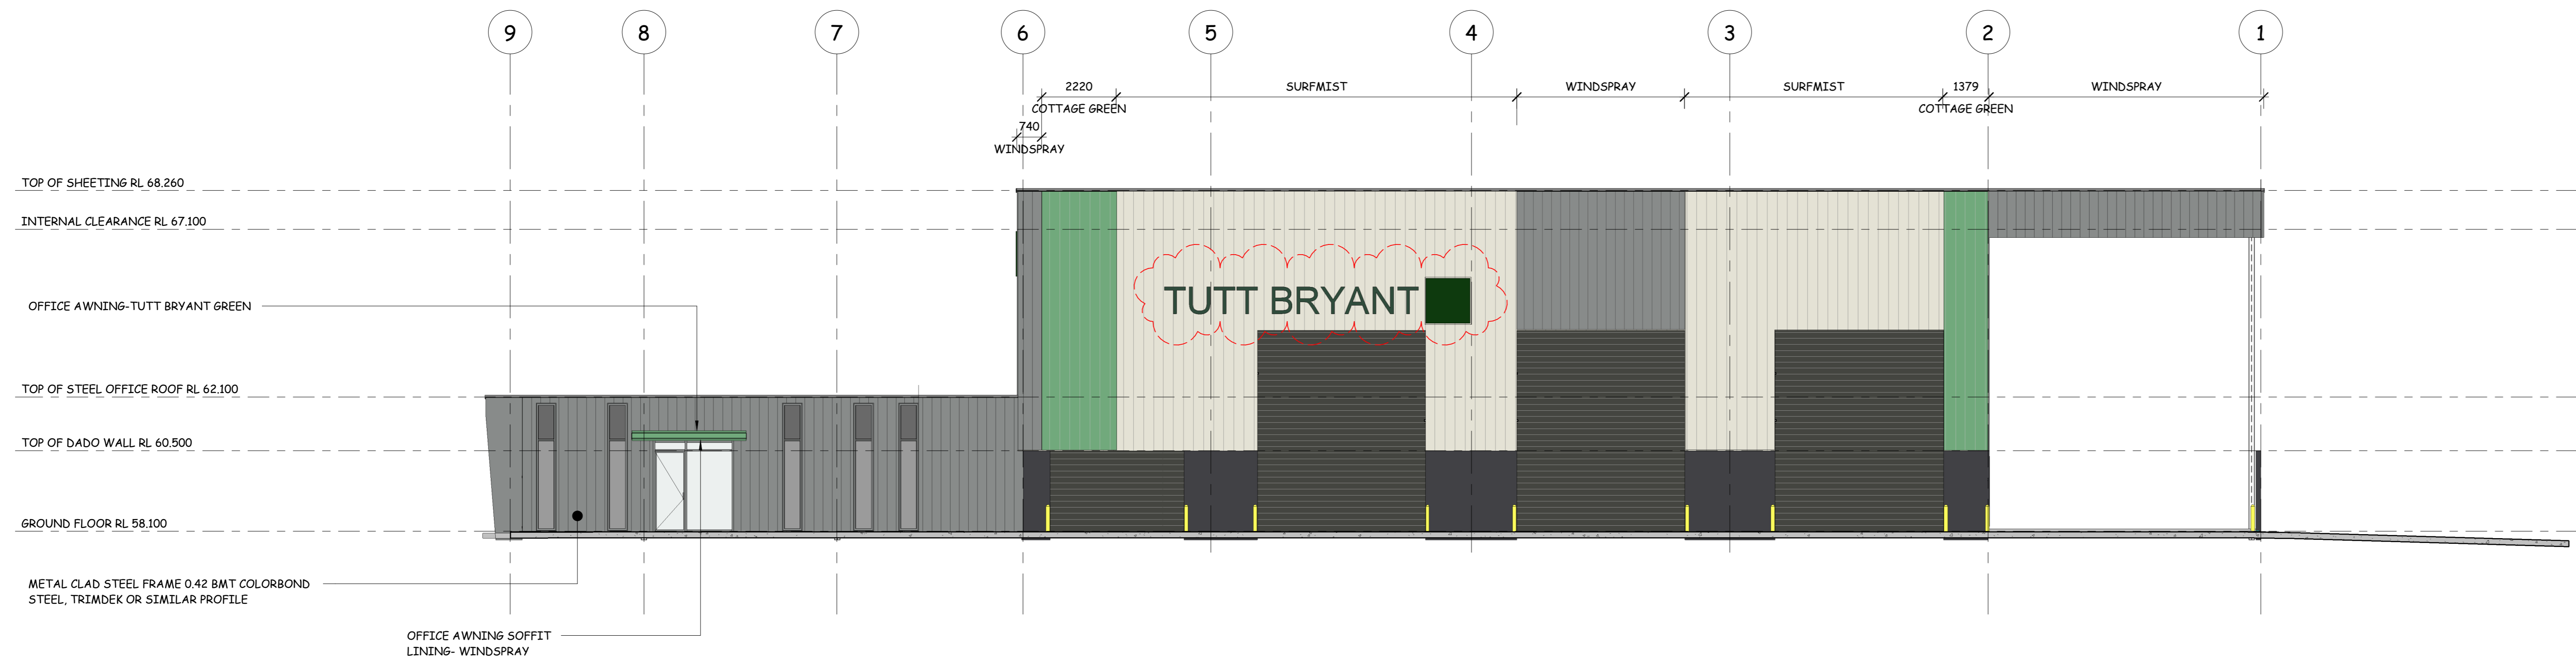 9 8 7 6 5 4 3 2 1
2220 SURFMIST WINDSPRAY SURFMIST 1379 WINDSPRAY
COTTAGE GREEN COTTAGE GREEN
740
WINDSPRAY
TOP OF SHEETING RL 68.260
INTERNAL CLEARANCE RL 67.100
OFFICE AWNING-TUTT BRYANT GREEN
TUTT BRYANT
TOP OF STEEL OFFICE ROOF RL 62.100
TOP OF DADO WALL RL 60.500
GROUND FLOOR RL 58.100
METAL CLAD STEEL FRAME 0.42 BMT COLORBOND
STEEL, TRIMDEK OR SIMILAR PROFILE
OFFICE AWNING SOFFIT
LINING- WINDSPRAY